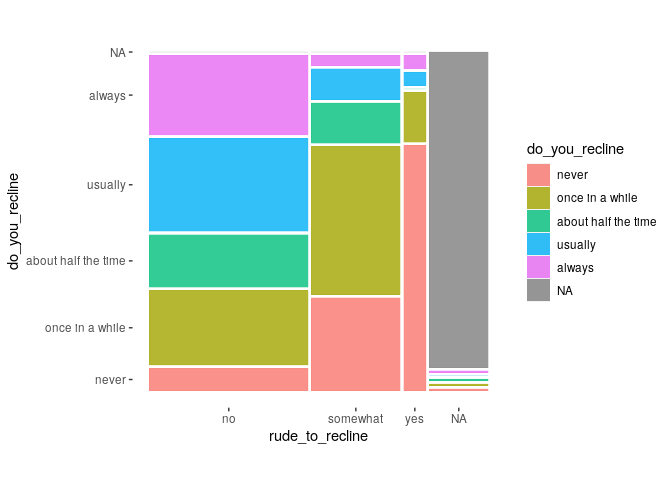 NA
always
usually
about half the time
once in a while
never
do_you_recline
no
somewhat
yes
NA
rude_to_recline
do_you_recline
never
once in a while
about half the time
usually
always
NA